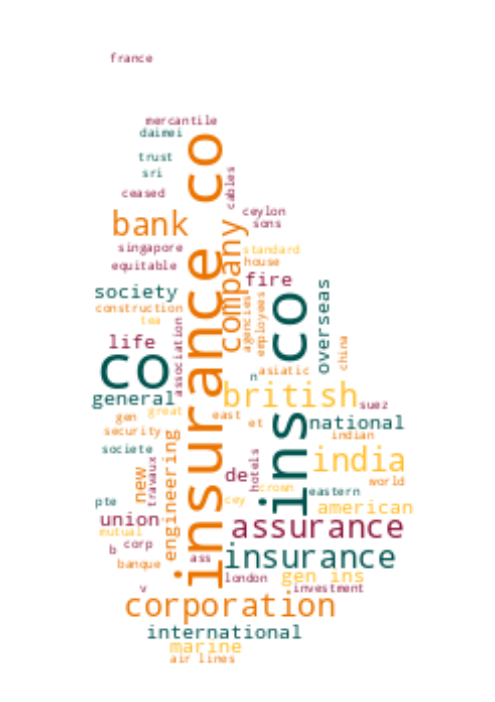 france
mercantile
daimei
trust
sri
ceased
cables
insurance co
bank
ceylon
sons
singapore
company
standard
house
equitable
fire
society
overseas
construction
agencies
employees
tea
association
life
ins co
china
co
asiatic
n
general
british
suez
gen
great
east
et
national
security
indian
societe
engineering
new
travaux
de
hotels
india
world
crown
eastern
pte
cey
american
union
assurance
mutual
b
corp
ass
insurance
banque
london
gen ins
v
investment
corporation
international
marine
air lines